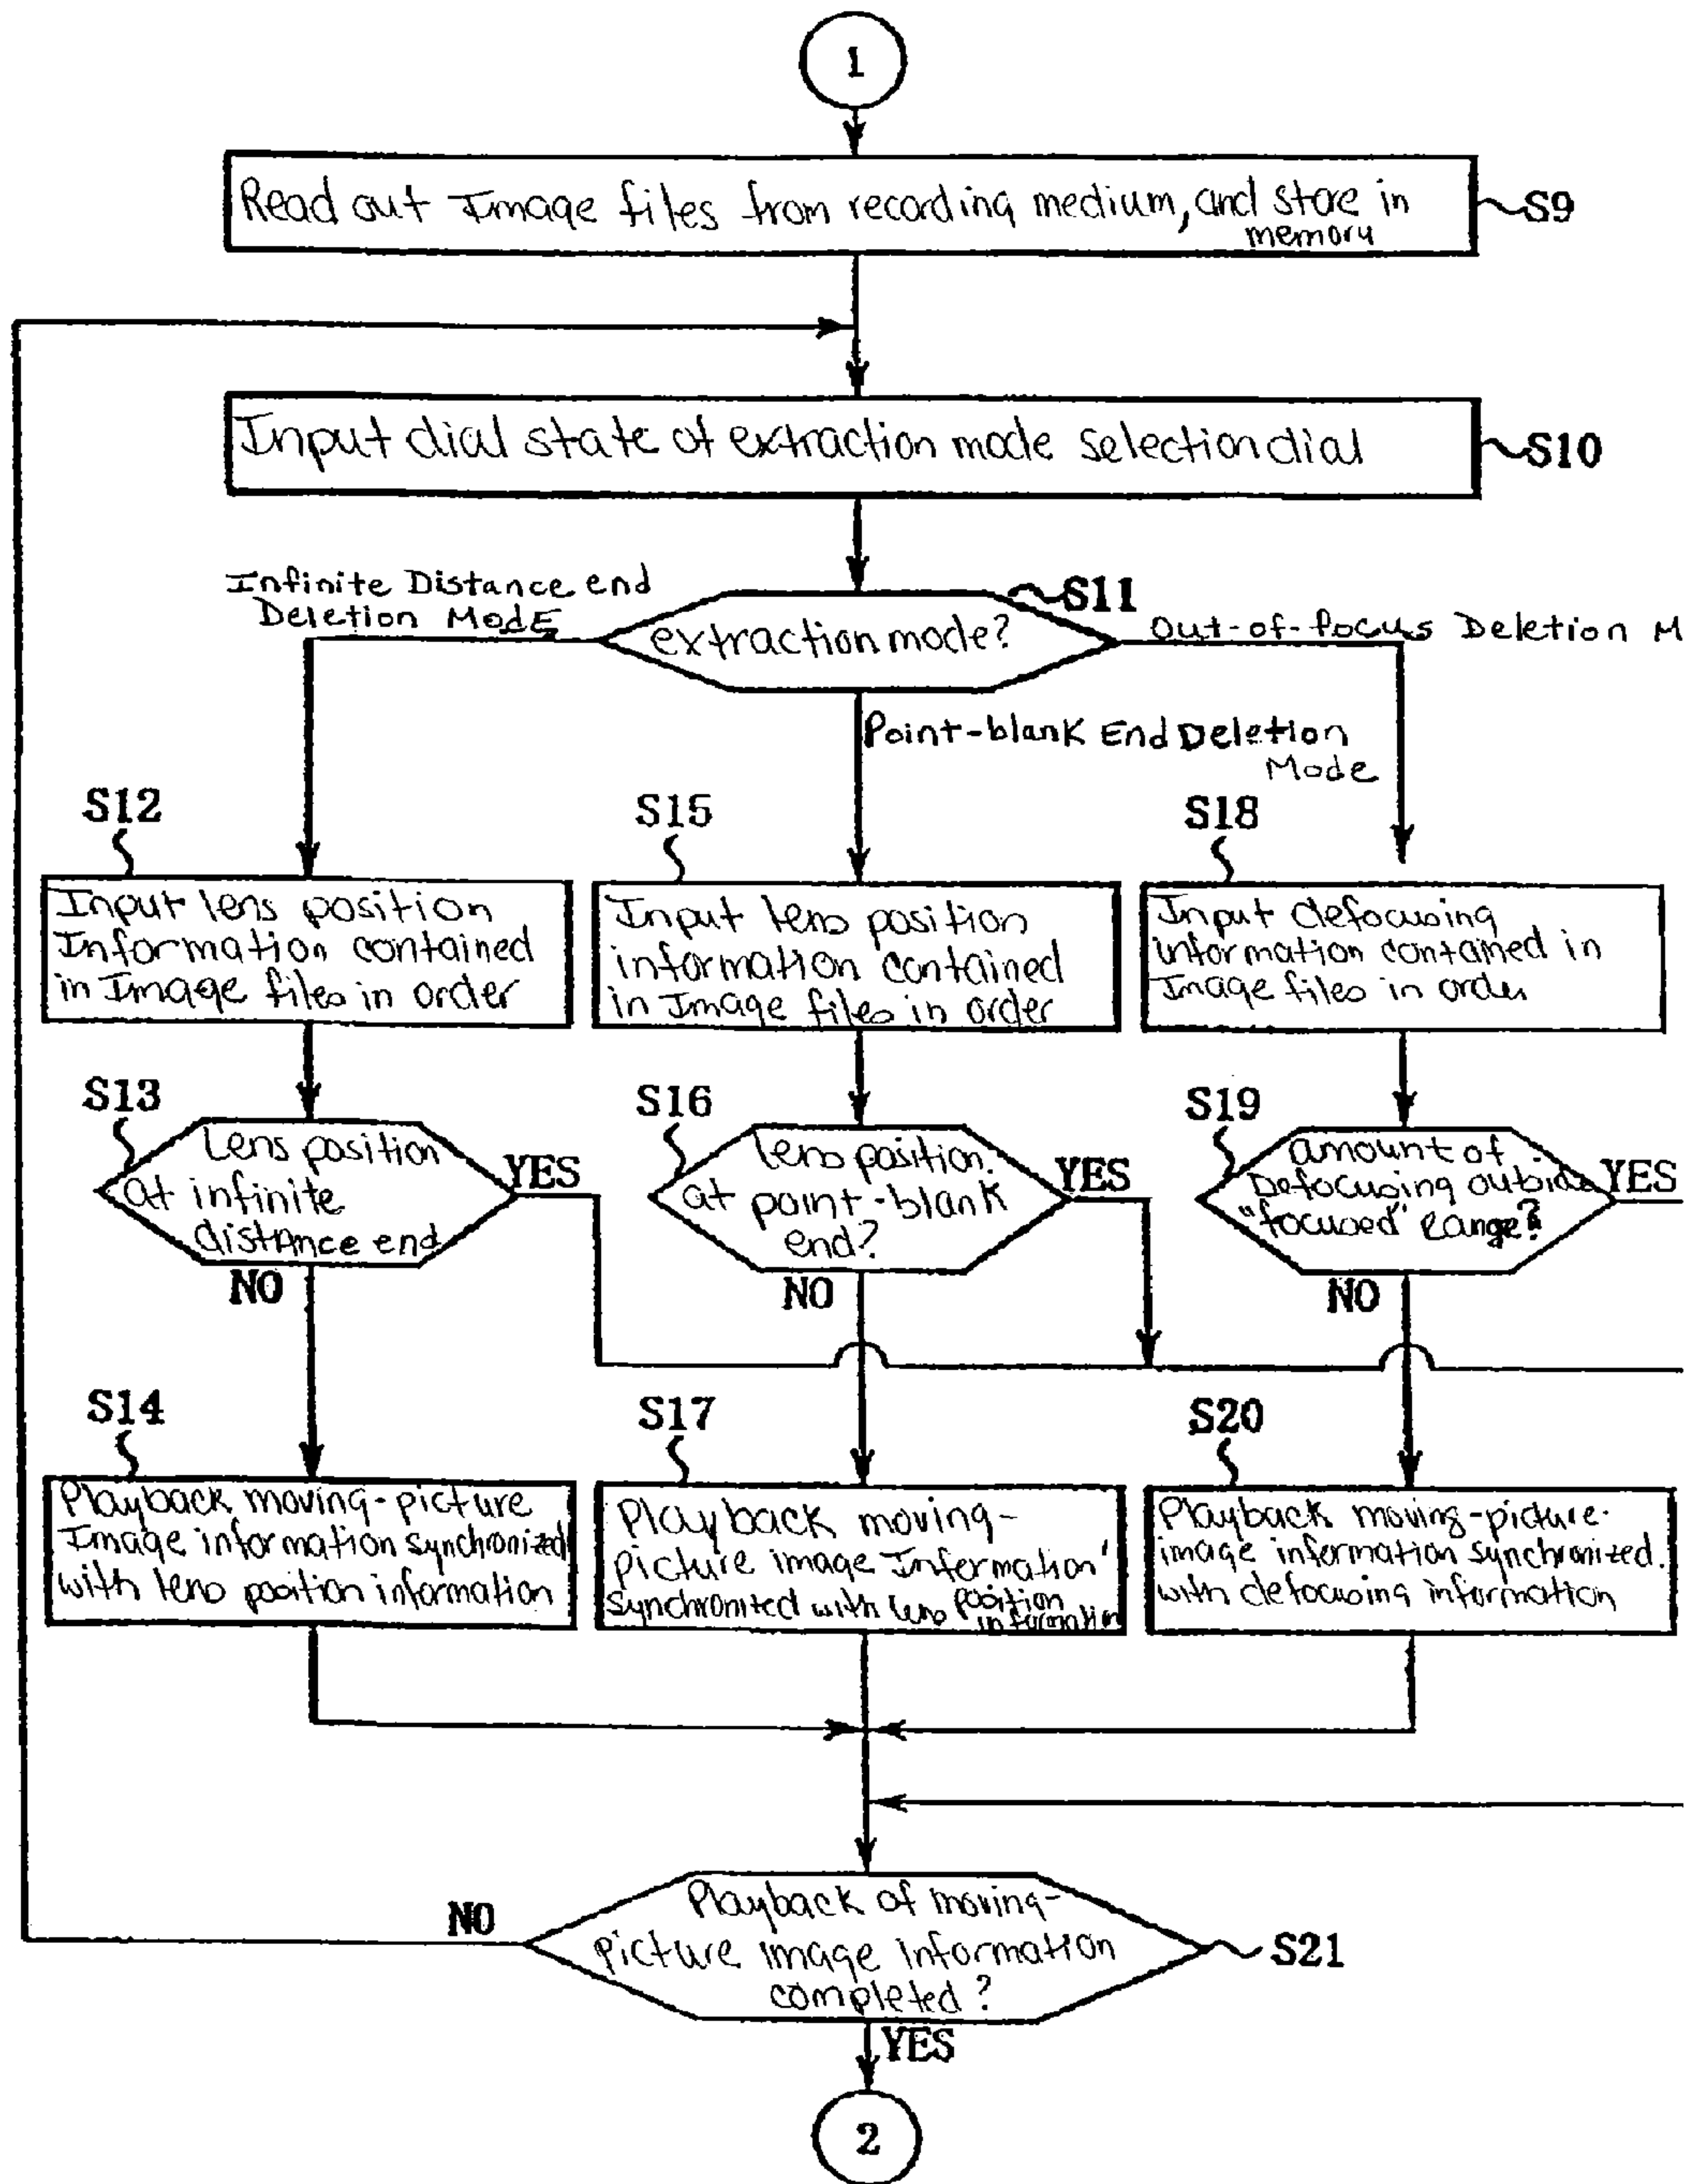 1
Read out Image files from recording medium, and store in
memory
S9
Input dial state of extraction mode selection dial
S10
Infinite Distance end
Deletion Mode
S11
extraction mode?
Out-of-focus Deletion M
Point-blank End Deletion
Mode
S12
Input lens position
Information contained
in Image files in order
S15
Input lens position
information contained
in Image files in order
S18
Input defocusing
information contained in
Image files in order
S13
Lens position
at infinite
distance end
YES
NO
S16
lens position
at point-blank
end?
YES
NO
S19
amount of
Defocusing outside
"focused" Range?
YES
NO
S14
Playback moving-picture
Image information synchronized
with lens position information
S17
Playback moving-
picture image Information
synchronized with lens position
information
S20
Playback moving-picture
image information synchronized
with defocusing information
NO
Playback of moving-
picture image information
completed?
S21
YES
2